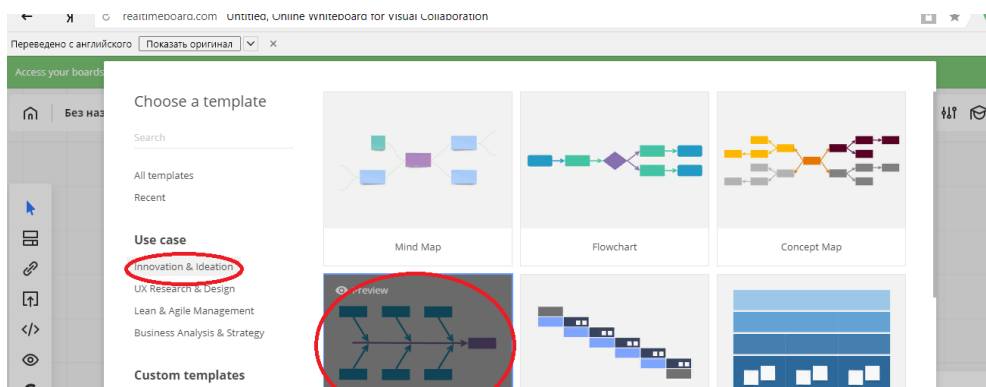 Я realtimeboard.com Untitled, Online Whiteboard for Visual Collaboration
Переведено с английского Показать оригинал
Access your boards
Без наз
Choose a template
Search
All templates
Recent
Use case
Innovation & Ideation
UX Research & Design
Lean & Agile Management
Business Analysis & Strategy
Custom templates
Mind Map
Flowchart
Concept Map
Preview